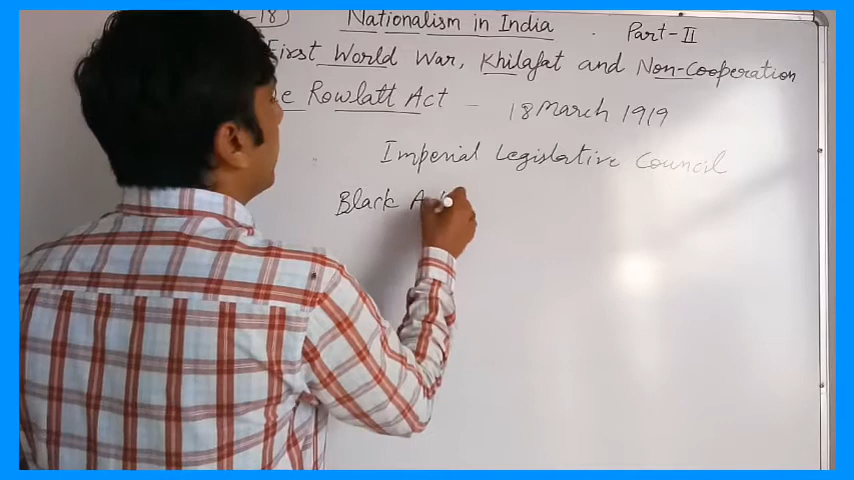 -18) Nationalism in India . Part-II
First World War, Khilafat and Non-Cooperation
e Rowlatt Act - 18 March 1919
Imperial Legislative Council
Black A